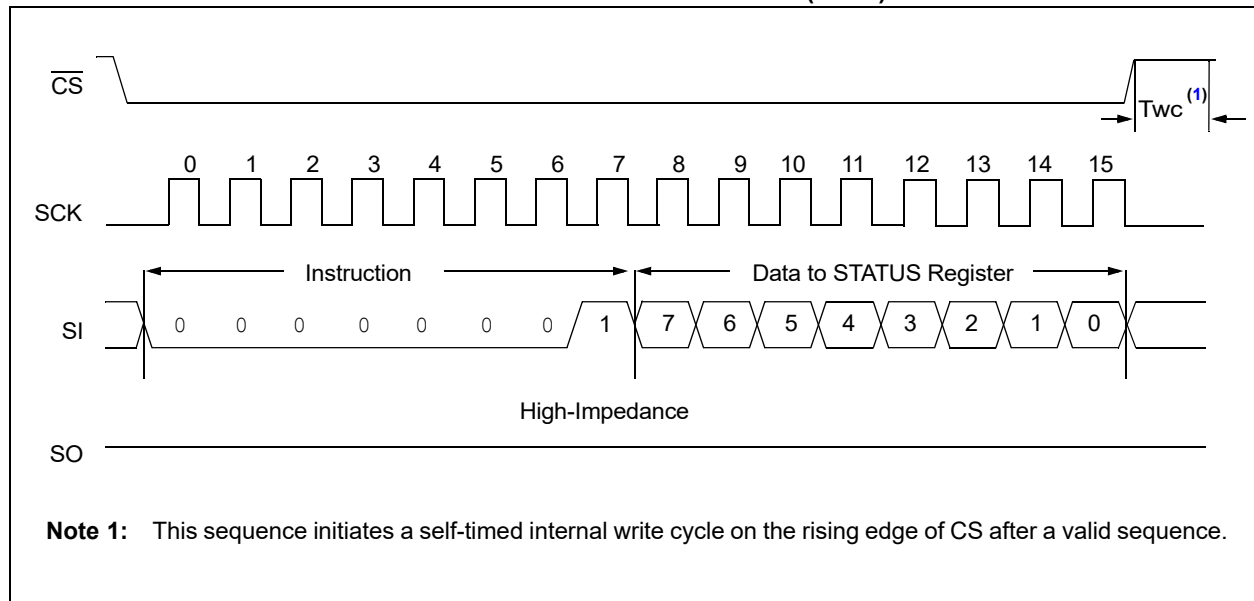 CS
Twc (1)
0 1 2 3 4 5 6 7 8 9 10 11 12 13 14 15
SCK
Instruction Data to STATUS Register
SI 0 0 0 0 0 0 0 1 7 6 5 4 3 2 1 0
High-Impedance
SO
Note 1: This sequence initiates a self-timed internal write cycle on the rising edge of CS after a valid sequence.